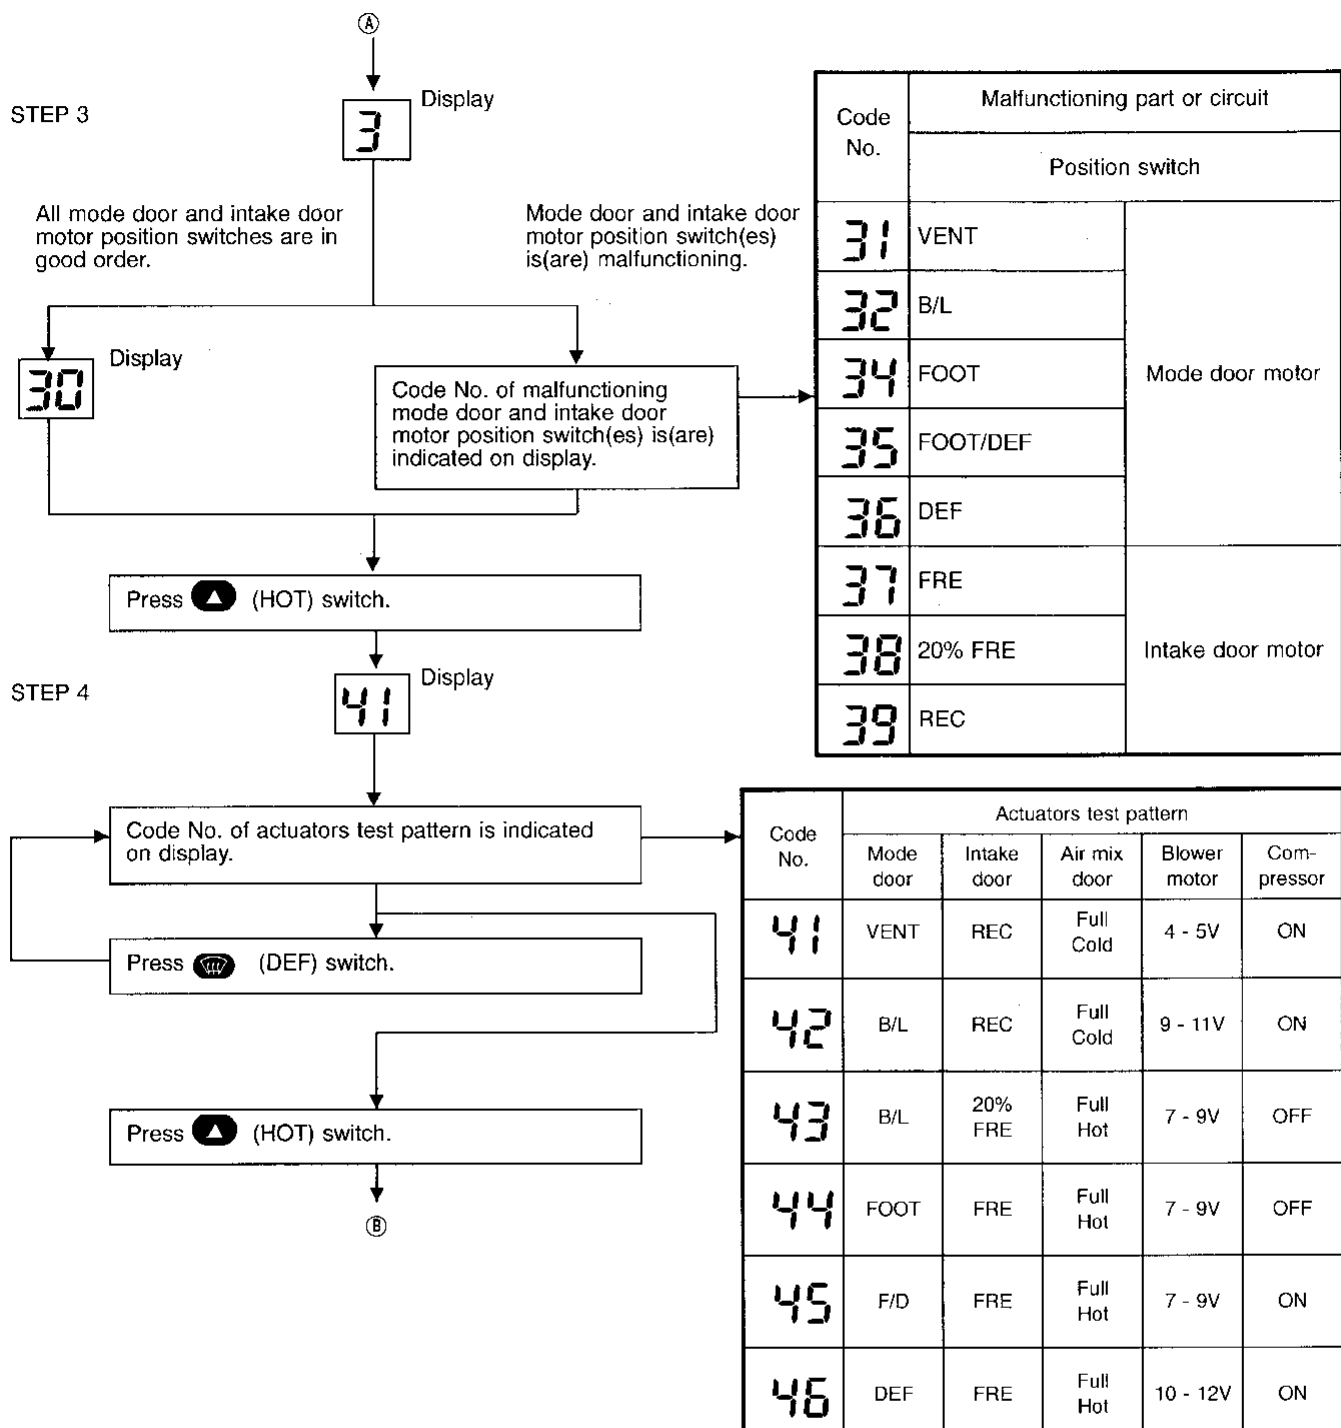 Ⓐ
STEP 3
3
Display
All mode door and intake door
motor position switches are in
good order.
Mode door and intake door
motor position switch(es)
is(are) malfunctioning.
30
Display
Code No. of malfunctioning
mode door and intake door
motor position switch(es) is(are)
indicated on display.
Press (HOT) switch.
STEP 4
41
Display
Code No. of actuators test pattern is indicated
on display.
Press (DEF) switch.
Press (HOT) switch.
Ⓑ
Code
No.
Malfunctioning part or circuit
Position switch
31 VENT
32 B/L
34 FOOT
Mode door motor
35 FOOT/DEF
36 DEF
37 FRE
38 20% FRE
Intake door motor
39 REC
Code
No.
Actuators test pattern
Mode
door
Intake
door
Air mix
door
Blower
motor
Com-
pressor
41 VENT REC Full
Cold 4 - 5V ON
42 B/L REC Full
Cold 9 - 11V ON
43 B/L 20%
FRE Full
Hot 7 - 9V OFF
44 FOOT FRE Full
Hot 7 - 9V OFF
45 F/D FRE Full
Hot 7 - 9V ON
46 DEF FRE Full
Hot 10 - 12V ON